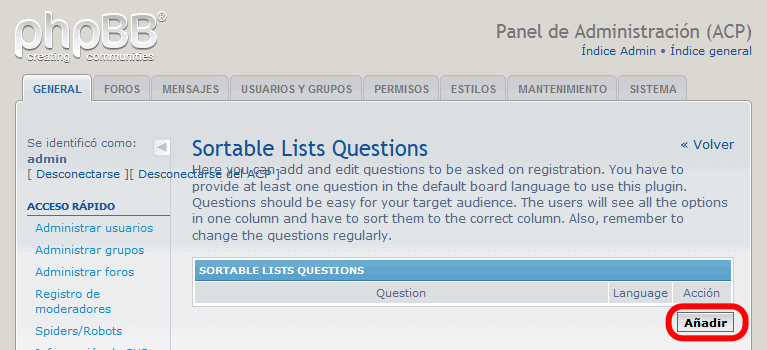 phpBB®
creating communities
Panel de Administración (ACP)
Índice Admin • Índice general
GENERAL FOROS MENSAJES USUARIOS Y GRUPOS PERMISOS ESTILOS MANTENIMIENTO SISTEMA
Se identificó como:
admin
[ Desconectarse ][ Desconectarse del ACP ]
ACCESO RÁPIDO
Administrar usuarios
Administrar grupos
Administrar foros
Registro de
moderadores
Spiders/Robots
« Volver
Sortable Lists Questions
Here you can add and edit questions to be asked on registration. You have to
provide at least one question in the default board language to use this plugin.
Questions should be easy for your target audience. The users will see all the options
in one column and have to sort them to the correct column. Also, remember to
change the questions regularly.
SORTABLE LISTS QUESTIONS
Question Language Acción
Añadir